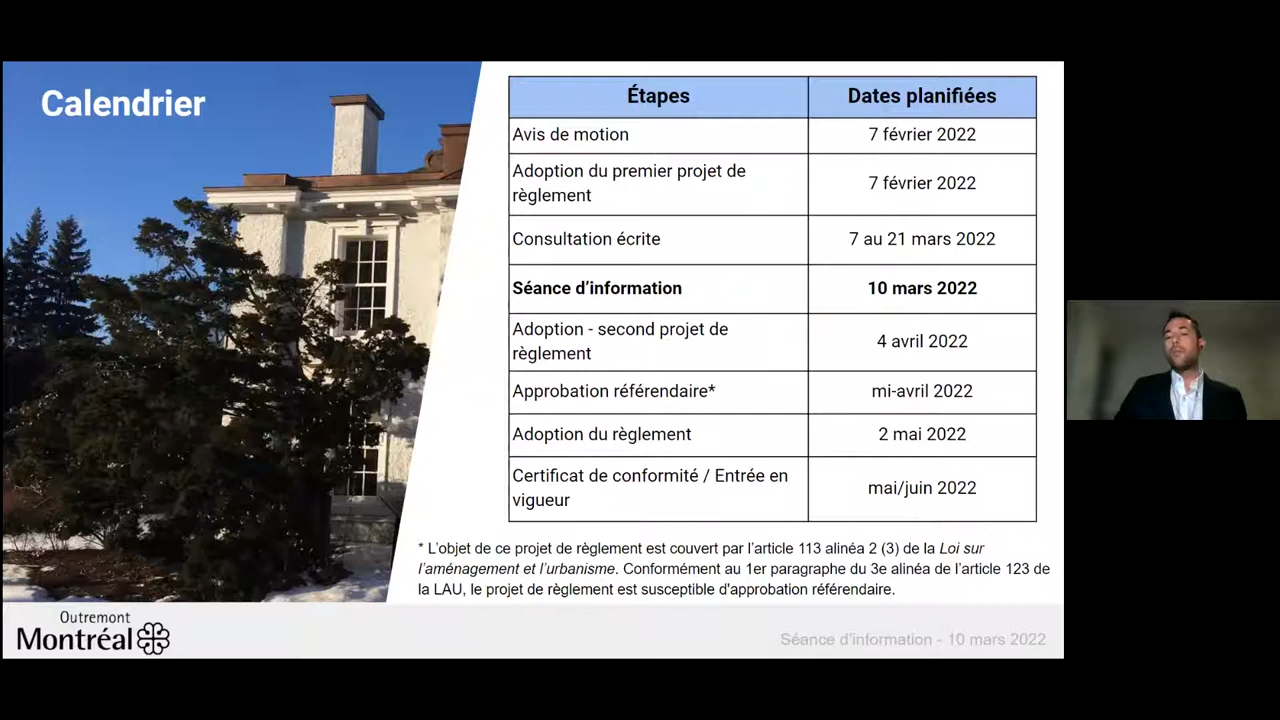 Calendrier
Étapes
Dates planifiées
Avis de motion
7 février 2022
Adoption du premier projet de
règlement
7 février 2022
Consultation écrite
7 au 21 mars 2022
Séance d’information
10 mars 2022
Adoption - second projet de
règlement
4 avril 2022
Approbation référendaire*
mi-avril 2022
Adoption du règlement
2 mai 2022
Certificat de conformité / Entrée en
vigueur
mai/juin 2022
* L’objet de ce projet de règlement est couvert par l’article 113 alinéa 2 (3) de la Loi sur
l’aménagement et l’urbanisme. Conformément au 1er paragraphe du 3e alinéa de l’article 123 de
la LAU, le projet de règlement est susceptible d'approbation référendaire.
Outremont
Montréal
Séance d’information - 10 mars 2022